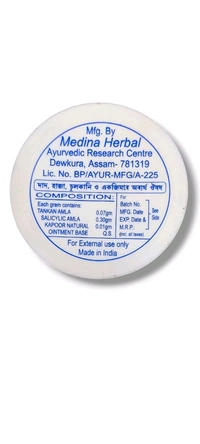 Mfg. By
Medina Herbal
Ayurvedic Research Centre
Dewkura, Assam- 781319
Lic. No. BP/AYUR-MFG/A-225
দাদ, হাজা, চুলকানি ও একজিমার অব্যর্থ ঔষধ
COMPOSITION:
Each gram contains:
TANKAN AMLA 0.07gm
SALICYLIC AMLA 0.30gm
KAPOOR NATURAL 0.01gm
OINTMENT BASE Q.S.
For
Batch No.
MFG. Date
EXP. Date &
M.R.P.
(Inc. of taxes)
See
Side
For External use only
Made in India